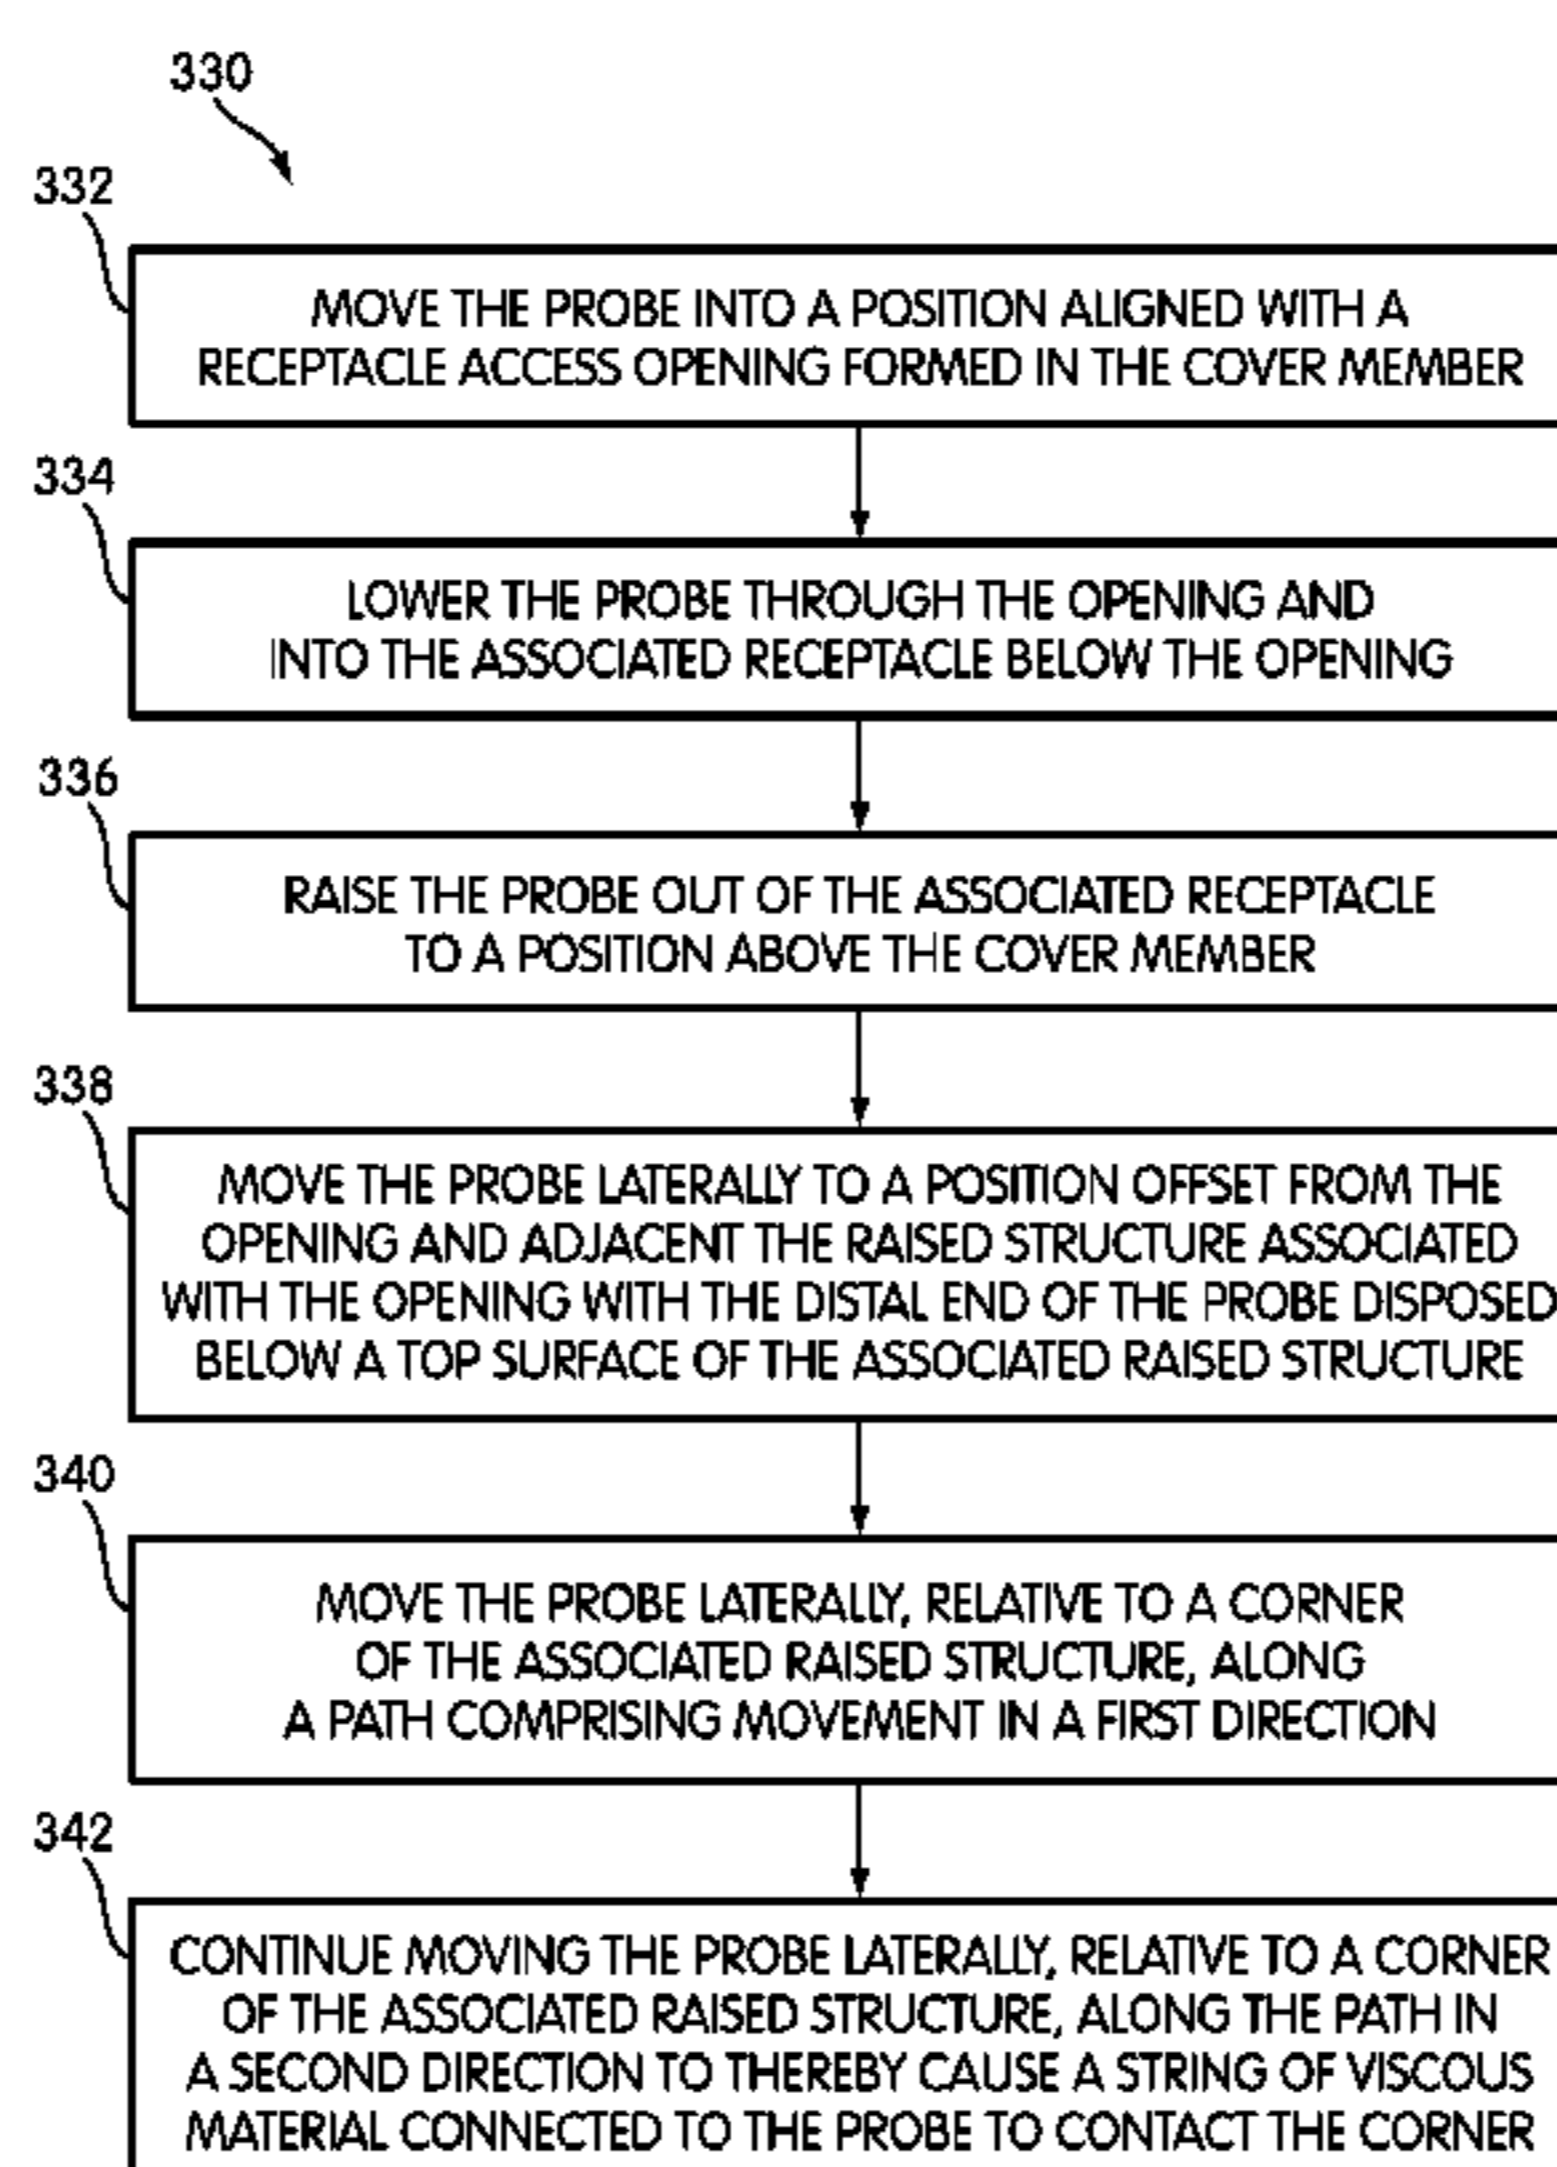 330
332
MOVE THE PROBE INTO A POSITION ALIGNED WITH A
RECEPTACLE ACCESS OPENING FORMED IN THE COVER MEMBER
334
LOWER THE PROBE THROUGH THE OPENING AND
INTO THE ASSOCIATED RECEPTACLE BELOW THE OPENING
336
RAISE THE PROBE OUT OF THE ASSOCIATED RECEPTACLE
TO A POSITION ABOVE THE COVER MEMBER
338
MOVE THE PROBE LATERALLY TO A POSITION OFFSET FROM THE
OPENING AND ADJACENT THE RAISED STRUCTURE ASSOCIATED
WITH THE OPENING WITH THE DISTAL END OF THE PROBE DISPOSED
BELOW A TOP SURFACE OF THE ASSOCIATED RAISED STRUCTURE
340
MOVE THE PROBE LATERALLY, RELATIVE TO A CORNER
OF THE ASSOCIATED RAISED STRUCTURE, ALONG
A PATH COMPRISING MOVEMENT IN A FIRST DIRECTION
342
CONTINUE MOVING THE PROBE LATERALLY, RELATIVE TO A CORNER
OF THE ASSOCIATED RAISED STRUCTURE, ALONG THE PATH IN
A SECOND DIRECTION TO THEREBY CAUSE A STRING OF VISCOUS
MATERIAL CONNECTED TO THE PROBE TO CONTACT THE CORNER